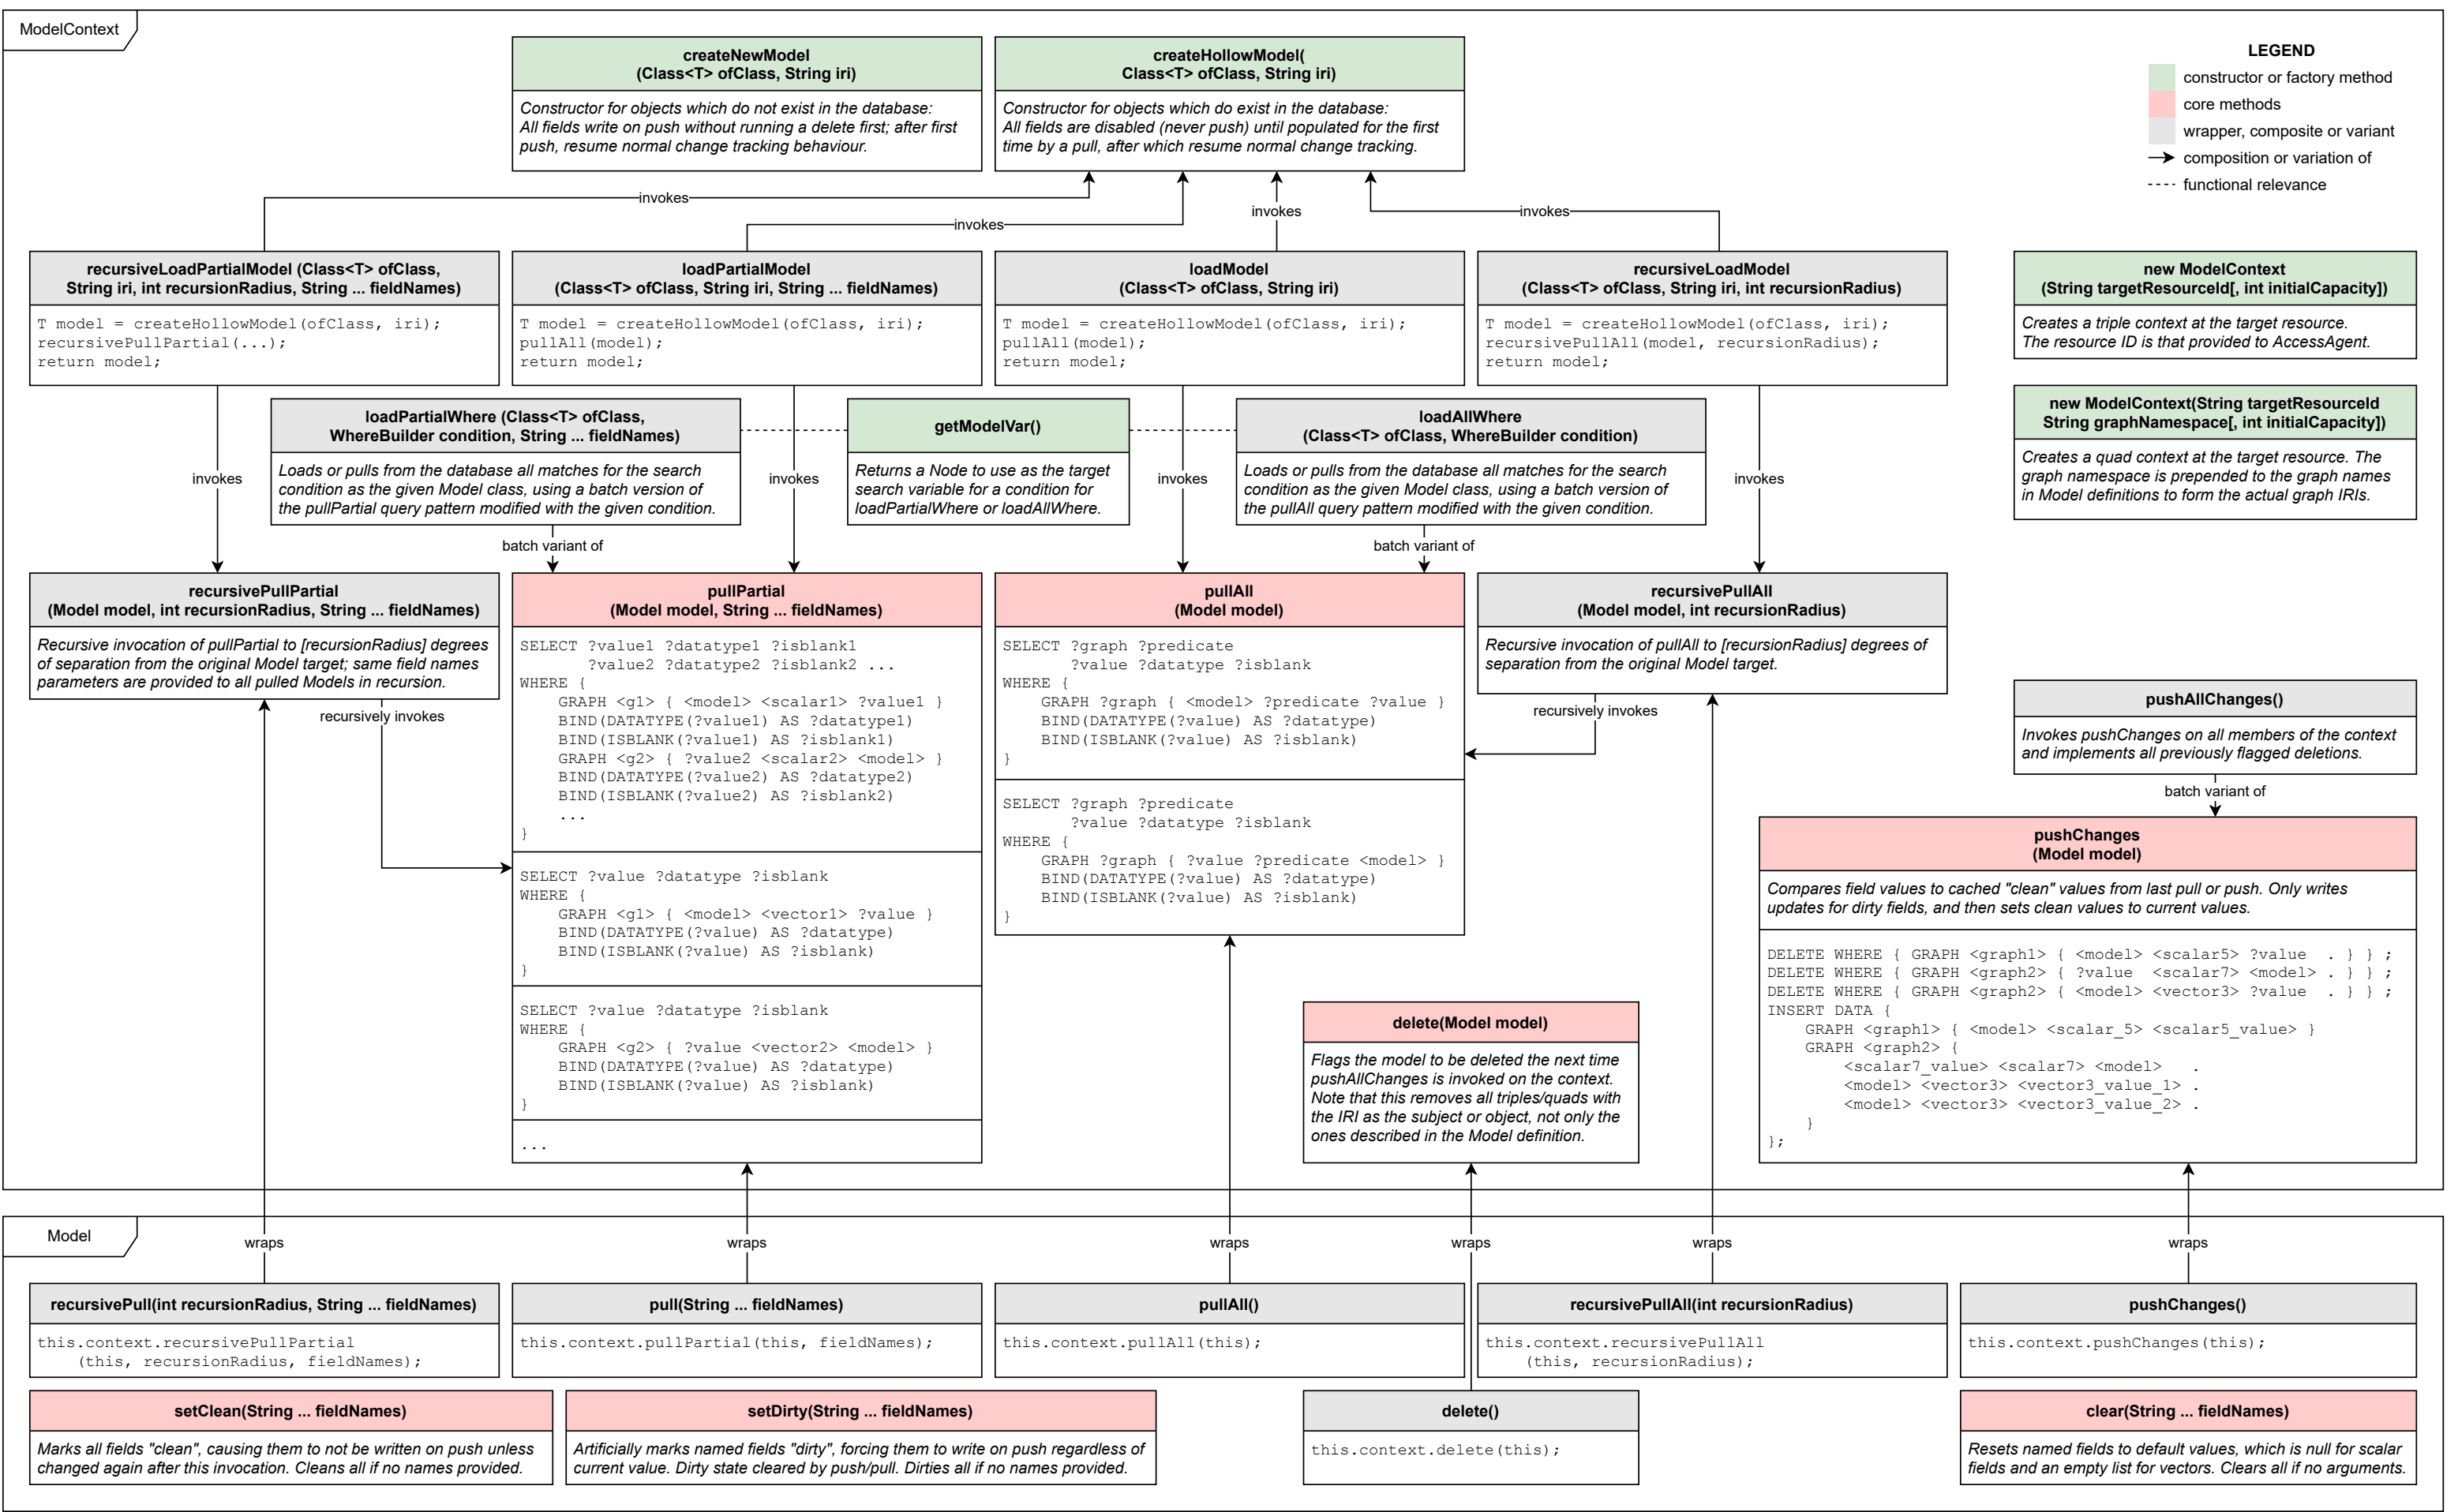 ModelContext
createNewModel
(Class<T> ofClass, String iri)
Constructor for objects which do not exist in the database:
All fields write on push without running a delete first; after first
push, resume normal change tracking behaviour.
createHollowModel(
Class<T> ofClass, String iri)
Constructor for objects which do exist in the database:
All fields are disabled (never push) until populated for the first
time by a pull, after which resume normal change tracking.
LEGEND
constructor or factory method
core methods
wrapper, composite or variant
composition or variation of
functional relevance
invokes
invokes
invokes
invokes
recursiveLoadPartialModel (Class<T> ofClass,
String iri, int recursionRadius, String ... fieldNames)
T model = createHollowModel(ofClass, iri);
recursivePullPartial(...);
return model;
loadPartialModel
(Class<T> ofClass, String iri, String ... fieldNames)
T model = createHollowModel(ofClass, iri);
pullAll(model);
return model;
loadModel
(Class<T> ofClass, String iri)
T model = createHollowModel(ofClass, iri);
pullAll(model);
return model;
recursiveLoadModel
(Class<T> ofClass, String iri, int recursionRadius)
T model = createHollowModel(ofClass, iri);
recursivePullAll(model, recursionRadius);
return model;
new ModelContext
(String targetResourceId[, int initialCapacity])
Creates a triple context at the target resource.
The resource ID is that provided to AccessAgent.
new ModelContext(String targetResourceId
String graphNamespace[, int initialCapacity])
Creates a quad context at the target resource. The
graph namespace is prepended to the graph names
in Model definitions to form the actual graph IRIs.
loadPartialWhere (Class<T> ofClass,
WhereBuilder condition, String ... fieldNames)
Loads or pulls from the database all matches for the search
condition as the given Model class, using a batch version of
the pullPartial query pattern modified with the given condition.
getModelVar()
Returns a Node to use as the target
search variable for a condition for
loadPartialWhere or loadAllWhere.
loadAllWhere
(Class<T> ofClass, WhereBuilder condition)
Loads or pulls from the database all matches for the search
condition as the given Model class, using a batch version of
the pullAll query pattern modified with the given condition.
invokes
invokes
invokes
invokes
batch variant of
batch variant of
recursivePullPartial
(Model model, int recursionRadius, String ... fieldNames)
Recursive invocation of pullPartial to [recursionRadius] degrees
of separation from the original Model target; same field names
parameters are provided to all pulled Models in recursion.
recursively invokes
pullPartial
(Model model, String ... fieldNames)
SELECT ?value1 ?datatype1 ?isblank1
?value2 ?datatype2 ?isblank2 ...
WHERE {
GRAPH <g1> { <model> <scalar1> ?value1 }
BIND(DATATYPE(?value1) AS ?datatype1)
BIND(ISBLANK(?value1) AS ?isblank1)
GRAPH <g2> { ?value2 <scalar2> <model> }
BIND(DATATYPE(?value2) AS ?datatype2)
BIND(ISBLANK(?value2) AS ?isblank2)
...
}
SELECT ?value ?datatype ?isblank
WHERE {
GRAPH <g1> { <model> <vector1> ?value }
BIND(DATATYPE(?value) AS ?datatype)
BIND(ISBLANK(?value) AS ?isblank)
}
SELECT ?value ?datatype ?isblank
WHERE {
GRAPH <g2> { ?value <vector2> <model> }
BIND(DATATYPE(?value) AS ?datatype)
BIND(ISBLANK(?value) AS ?isblank)
}
...
pullAll
(Model model)
SELECT ?graph ?predicate
?value ?datatype ?isblank
WHERE {
GRAPH ?graph { <model> ?predicate ?value }
BIND(DATATYPE(?value) AS ?datatype)
BIND(ISBLANK(?value) AS ?isblank)
}
SELECT ?graph ?predicate
?value ?datatype ?isblank
WHERE {
GRAPH ?graph { ?value ?predicate <model> }
BIND(DATATYPE(?value) AS ?datatype)
BIND(ISBLANK(?value) AS ?isblank)
}
recursivePullAll
(Model model, int recursionRadius)
Recursive invocation of pullAll to [recursionRadius] degrees of
separation from the original Model target.
recursively invokes
pushAllChanges()
Invokes pushChanges on all members of the context
and implements all previously flagged deletions.
batch variant of
pushChanges
(Model model)
Compares field values to cached "clean" values from last pull or push. Only writes
updates for dirty fields, and then sets clean values to current values.
DELETE WHERE { GRAPH <graph1> { <model> <scalar5> ?value  . } } ;
DELETE WHERE { GRAPH <graph2> { ?value  <scalar7> <model> . } } ;
DELETE WHERE { GRAPH <graph2> { <model> <vector3> ?value  . } } ;
INSERT DATA {
GRAPH <graph1> { <model> <scalar_5> <scalar5_value> }
GRAPH <graph2> {
<scalar7_value> <scalar7> <model>   .
<model> <vector3> <vector3_value_1> .
<model> <vector3> <vector3_value_2> .
}
};
delete(Model model)
Flags the model to be deleted the next time
pushAllChanges is invoked on the context.
Note that this removes all triples/quads with
the IRI as the subject or object, not only the
ones described in the Model definition.
Model
wraps
wraps
wraps
wraps
wraps
wraps
recursivePull(int recursionRadius, String ... fieldNames)
this.context.recursivePullPartial
(this, recursionRadius, fieldNames);
pull(String ... fieldNames)
this.context.pullPartial(this, fieldNames);
pullAll()
this.context.pullAll(this);
recursivePullAll(int recursionRadius)
this.context.recursivePullAll
(this, recursionRadius);
pushChanges()
this.context.pushChanges(this);
setClean(String ... fieldNames)
Marks all fields "clean", causing them to not be written on push unless
changed again after this invocation. Cleans all if no names provided.
setDirty(String ... fieldNames)
Artificially marks named fields "dirty", forcing them to write on push regardless of
current value. Dirty state cleared by push/pull. Dirties all if no names provided.
delete()
this.context.delete(this);
clear(String ... fieldNames)
Resets named fields to default values, which is null for scalar
fields and an empty list for vectors. Clears all if no arguments.